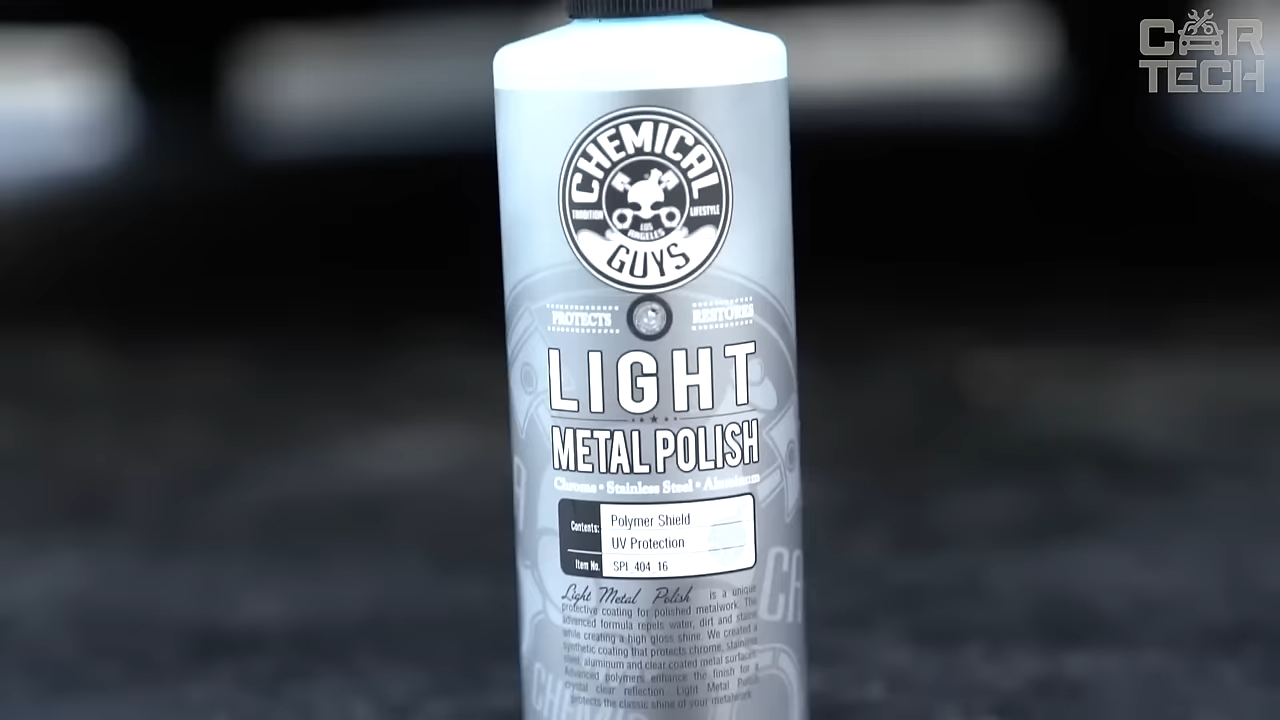 CAR
TECH
CHEMICAL
TRADITION LIFESTYLE
LOS
ANGELES
GUYS
PROTECTS RESTORES
LIGHT
METAL POLISH
Chrome • Stainless Steel • Aluminum
Contents: Polymer Shield
UV Protection
Item No. SPI_404_16
Light Metal Polish is a unique
protective coating for polished metalwork. This
advanced formula repels water, dirt and stains
while creating a high gloss shine. We created a
synthetic coating that protects chrome, stainless
steel, aluminum and clear coated metal surfaces.
Advanced polymers enhance the finish for a
crystal clear reflection. Light Metal Polish
protects the classic shine of your metalwork.
CHEMIC
CA